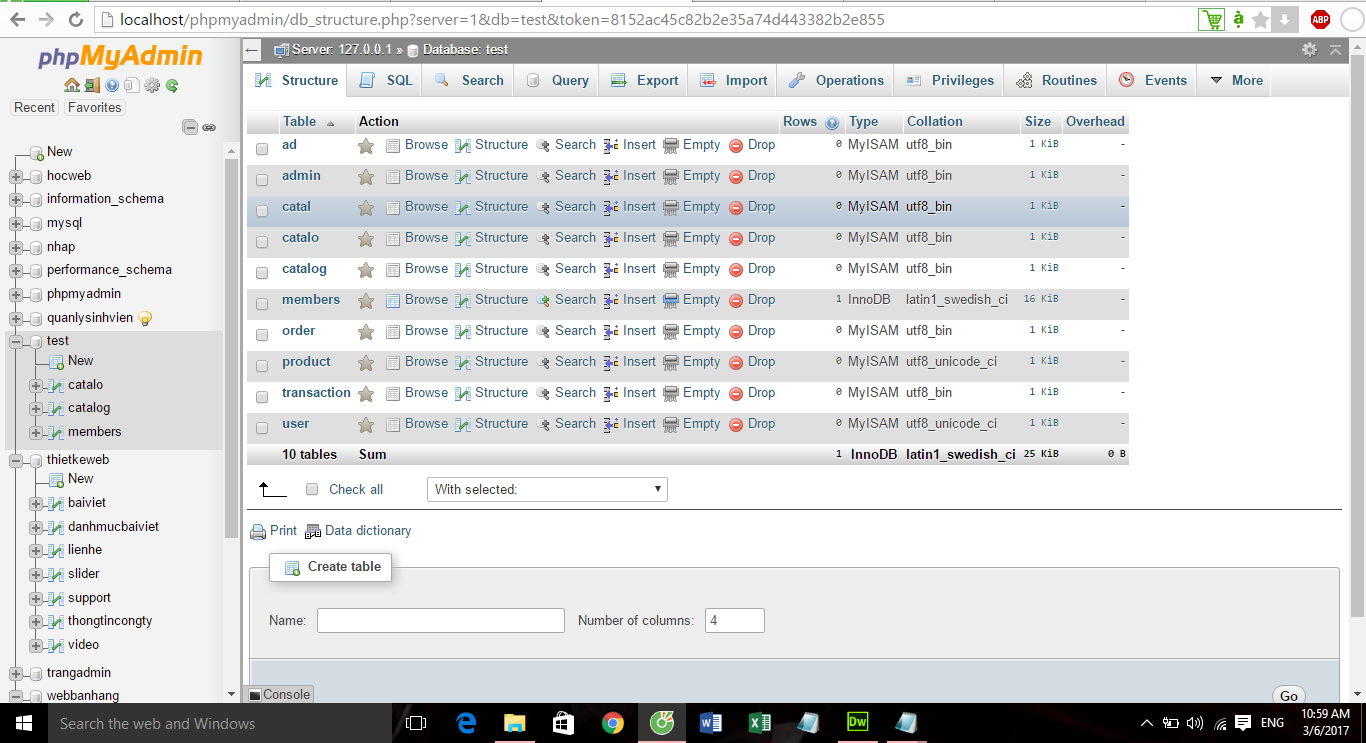 localhost/phpmyadmin/db_structure.php?server=1&db=test&token=8152ac45c82b2e35a74d443382b2e855
ABP
phpMyAdmin
Recent Favorites
New
hocweb
information_schema
mysql
nhap
performance_schema
phpmyadmin
quanlysinhvien
test
New
catalo
catalog
members
thietkeweb
New
baiviet
danhmucbaiviet
lienhe
slider
support
thongtincongty
video
trangadmin
webbanhang
Server: 127.0.0.1 » Database: test
Structure SQL Search Query Export Import Operations Privileges Routines Events More
Table Action Rows Type Collation Size Overhead
ad Browse Structure Search Insert Empty Drop 0 MyISAM utf8_bin 1 KiB -
admin Browse Structure Search Insert Empty Drop 0 MyISAM utf8_bin 1 KiB -
catal Browse Structure Search Insert Empty Drop 0 MyISAM utf8_bin 1 KiB -
catalo Browse Structure Search Insert Empty Drop 0 MyISAM utf8_bin 1 KiB -
catalog Browse Structure Search Insert Empty Drop 0 MyISAM utf8_bin 1 KiB -
members Browse Structure Search Insert Empty Drop 1 InnoDB latin1_swedish_ci 16 KiB -
order Browse Structure Search Insert Empty Drop 0 MyISAM utf8_bin 1 KiB -
product Browse Structure Search Insert Empty Drop 0 MyISAM utf8_unicode_ci 1 KiB -
transaction Browse Structure Search Insert Empty Drop 0 MyISAM utf8_bin 1 KiB -
user Browse Structure Search Insert Empty Drop 0 MyISAM utf8_unicode_ci 1 KiB -
10 tables Sum 1 InnoDB latin1_swedish_ci 25 KiB 0 B
Check all With selected:
Print Data dictionary
Create table
Name: Number of columns: 4
Console Go
Search the web and Windows
ENG 10:59 AM
3/6/2017